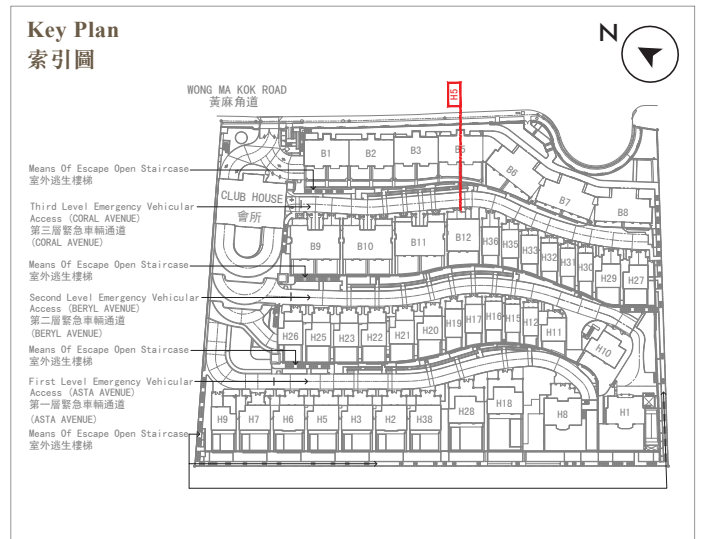 Key Plan
索引圖
N
WONG MA KOK ROAD
黃麻角道
H5
B1 B2 B3 B5
B6
B7
B8
Means Of Escape Open Staircase
室外逃生樓梯
CLUB HOUSE
會所
Third Level Emergency Vehicular
Access (CORAL AVENUE)
第三層緊急車輛通道
(CORAL AVENUE)
B9 B10 B11 B12 H36 H35 H33 H32 H31 H30 H29 H27
Means Of Escape Open Staircase
室外逃生樓梯
Second Level Emergency Vehicular
Access (BERYL AVENUE)
第二層緊急車輛通道
(BERYL AVENUE)
H26 H25 H23 H22 H21 H20 H19 H17 H16 H15 H12 H11 H10
Means Of Escape Open Staircase
室外逃生樓梯
First Level Emergency Vehicular
Access (ASTA AVENUE)
第一層緊急車輛通道
(ASTA AVENUE)
H9 H7 H6 H5 H3 H2 H38 H28 H18 H8 H1
Means Of Escape Open Staircase
室外逃生樓梯